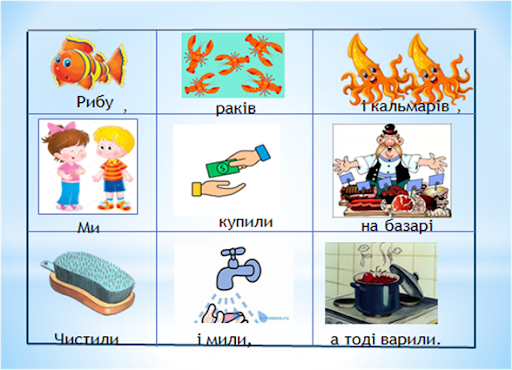 Рибу ,
раків
і кальмарів ,
Ми
купили
на базарі
Чистили
і мили,
а тоді варили.